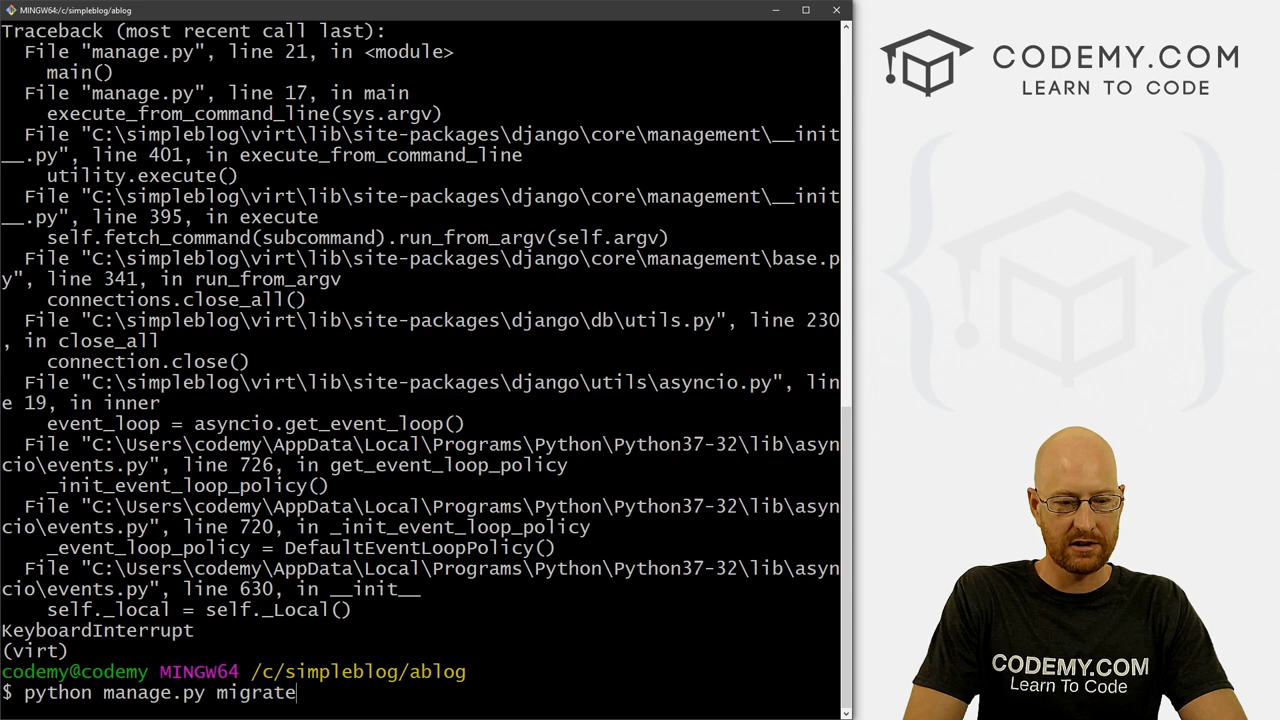 MINGW64:/c/simpleblog/ablog
Traceback (most recent call last):
  File "manage.py", line 21, in <module>
    main()
  File "manage.py", line 17, in main
    execute_from_command_line(sys.argv)
  File "C:\simpleblog\virt\lib\site-packages\django\core\management\__init
__.py", line 401, in execute_from_command_line
    utility.execute()
  File "C:\simpleblog\virt\lib\site-packages\django\core\management\__init
__.py", line 395, in execute
    self.fetch_command(subcommand).run_from_argv(self.argv)
  File "C:\simpleblog\virt\lib\site-packages\django\core\management\base.p
y", line 341, in run_from_argv
    connections.close_all()
  File "C:\simpleblog\virt\lib\site-packages\django\db\utils.py", line 230
, in close_all
    connection.close()
  File "C:\simpleblog\virt\lib\site-packages\django\utils\asyncio.py", lin
e 19, in inner
    event_loop = asyncio.get_event_loop()
  File "C:\Users\codemy\AppData\Local\Programs\Python\Python37-32\lib\asyn
cio\events.py", line 726, in get_event_loop_policy
    _init_event_loop_policy()
  File "C:\Users\codemy\AppData\Local\Programs\Python\Python37-32\lib\asyn
cio\events.py", line 720, in _init_event_loop_policy
    _event_loop_policy = DefaultEventLoopPolicy()
  File "C:\Users\codemy\AppData\Local\Programs\Python\Python37-32\lib\asyn
cio\events.py", line 630, in __init__
    self._local = self._Local()
KeyboardInterrupt
(virt)
codemy@codemy MINGW64 /c/simpleblog/ablog
$ python manage.py migrate
CODEMY.COM
LEARN TO CODE
CODEMY.COM
Learn To Code